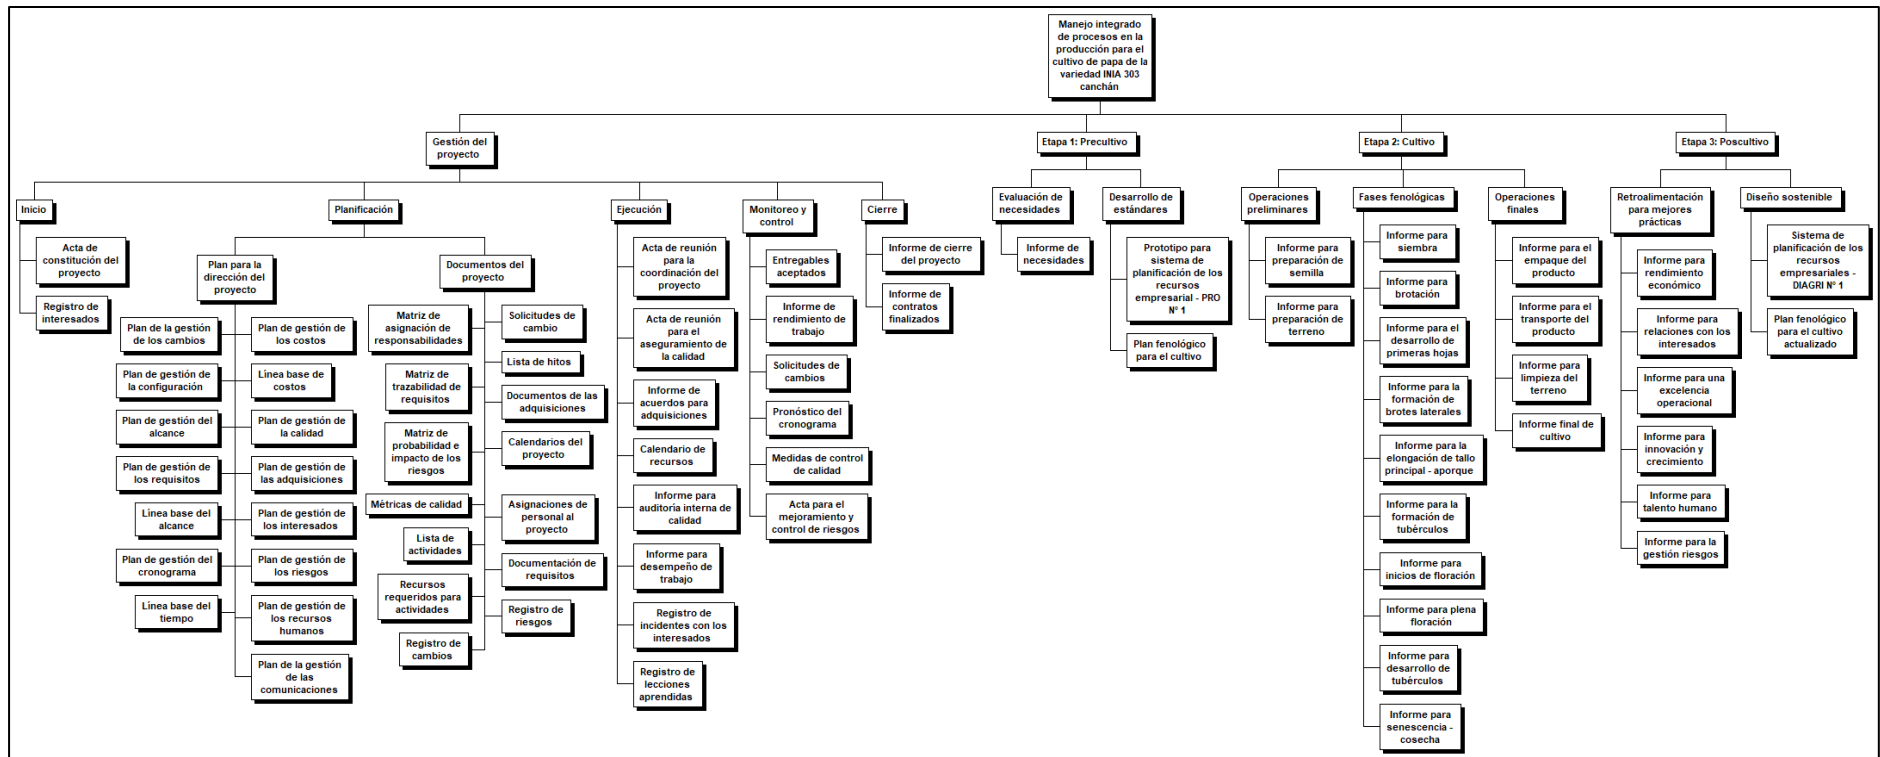 Manejo integrado
de procesos en la
producción para el
cultivo de papa de la
variedad INIA 303
canchán
Gestión del
proyecto
Etapa 1: Precultivo
Etapa 2: Cultivo
Etapa 3: Poscultivo
Inicio
Acta de
constitución del
proyecto
Registro de
interesados
Planificación
Plan para la
dirección del
proyecto
Plan de la gestión
de los cambios
Plan de gestión de
los costos
Plan de gestión de
la configuración
Línea base de
costos
Plan de gestión del
alcance
Plan de gestión de
la calidad
Plan de gestión de
los requisitos
Plan de gestión de
las adquisiciones
Línea base del
alcance
Plan de gestión de
los interesados
Plan de gestión del
cronograma
Plan de gestión de
los riesgos
Línea base del
tiempo
Plan de gestión de
los recursos
humanos
Plan de la gestión
de las
comunicaciones
Documentos del
proyecto
Matriz de
asignación de
responsabilidades
Solicitudes de
cambio
Lista de hitos
Matriz de
trazabilidad de
requisitos
Documentos de las
adquisiciones
Matriz de
probabilidad e
impacto de los
riesgos
Calendarios del
proyecto
Métricas de calidad
Asignaciones de
personal al
proyecto
Lista de
actividades
Documentación de
requisitos
Recursos
requeridos para
actividades
Registro de
riesgos
Registro de
cambios
Ejecución
Acta de reunión
para la
coordinación del
proyecto
Acta de reunión
para el
aseguramiento de
la calidad
Informe de
acuerdos para
adquisiciones
Calendario de
recursos
Informe para
auditoria interna de
calidad
Informe para
desempeño de
trabajo
Registro de
incidentes con los
interesados
Registro de
lecciones
aprendidas
Monitoreo y
control
Entregables
aceptados
Informe de
rendimiento de
trabajo
Solicitudes de
cambios
Pronóstico del
cronograma
Medidas de control
de calidad
Acta para el
mejoramiento y
control de riesgos
Cierre
Informe de cierre
del proyecto
Informe de
contratos
finalizados
Evaluación de
necesidades
Informe de
necesidades
Desarrollo de
estándares
Prototipo para
sistema de
planificación de los
recursos
empresarial - PRO
Nº 1
Plan fenológico
para el cultivo
Operaciones
preliminares
Informe para
preparación de
semilla
Informe para
preparación de
terreno
Fases fenológicas
Informe para
siembra
Informe para
brotación
Informe para el
desarrollo de
primeras hojas
Informe para la
formación de
brotes laterales
Informe para la
elongación de tallo
principal - aporque
Informe para la
formación de
tubérculos
Informe para
inicios de floración
Informe para plena
floración
Informe para
desarrollo de
tubérculos
Informe para
senescencia -
cosecha
Operaciones
finales
Informe para el
empaque del
producto
Informe para el
transporte del
producto
Informe para
limpieza del
terreno
Informe final de
cultivo
Retroalimentación
para mejores
prácticas
Informe para
rendimiento
económico
Informe para
relaciones con los
interesados
Informe para una
excelencia
operacional
Informe para
innovación y
crecimiento
Informe para
talento humano
Informe para la
gestión riesgos
Diseño sostenible
Sistema de
planificación de los
recursos
empresariales -
DIAGRI Nº 1
Plan fenológico
para el cultivo
actualizado